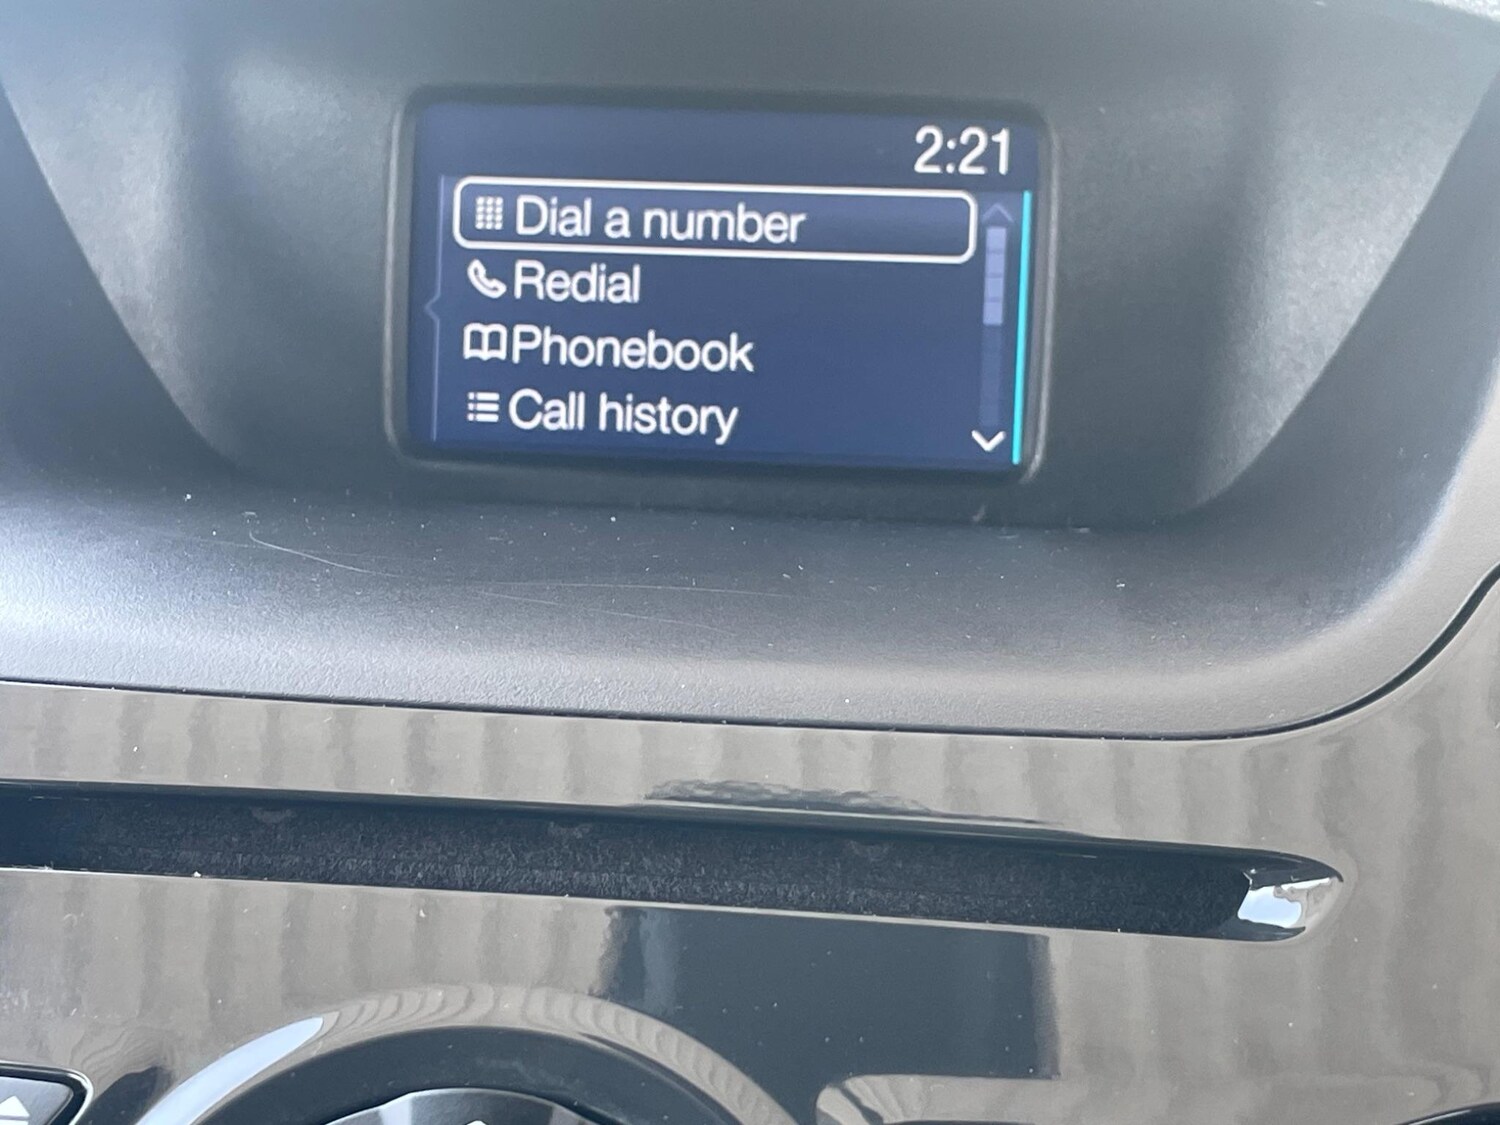 2:21
Dial a number
Redial
Phonebook
Call history